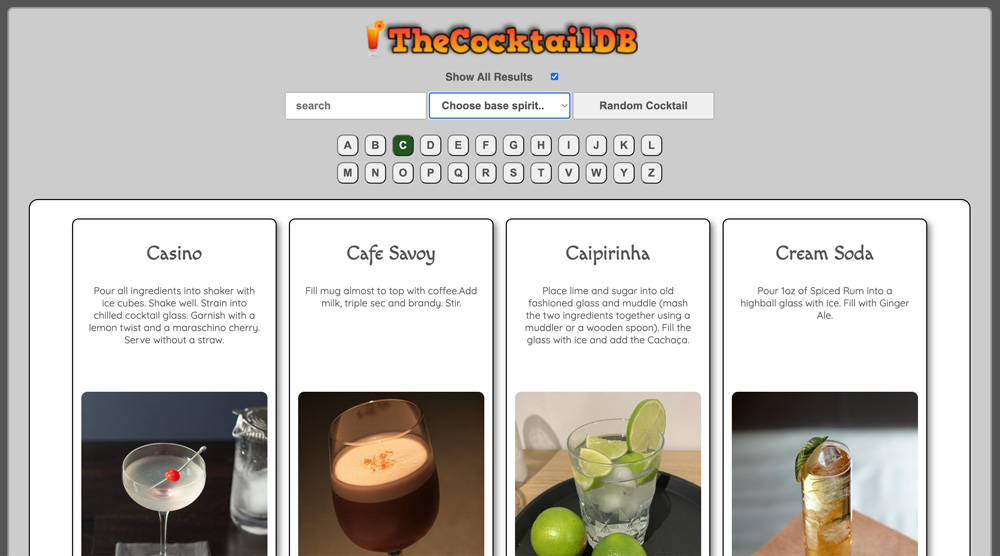 TheCocktailDB
Show All Results
search
Choose base spirit..
Random Cocktail
A B C D E F G H I J K L
M N O P Q R S T V W Y Z
Casino
Pour all ingredients into shaker with
ice cubes. Shake well. Strain into
chilled cocktail glass. Garnish with a
lemon twist and a maraschino cherry.
Serve without a straw.
Cafe Savoy
Fill mug almost to top with coffee.Add
milk, triple sec and brandy. Stir.
Caipirinha
Place lime and sugar into old
fashioned glass and muddle (mash
the two ingredients together using a
muddler or a wooden spoon). Fill the
glass with ice and add the Cachaça.
Cream Soda
Pour 1oz of Spiced Rum into a
highball glass with ice. Fill with Ginger
Ale.